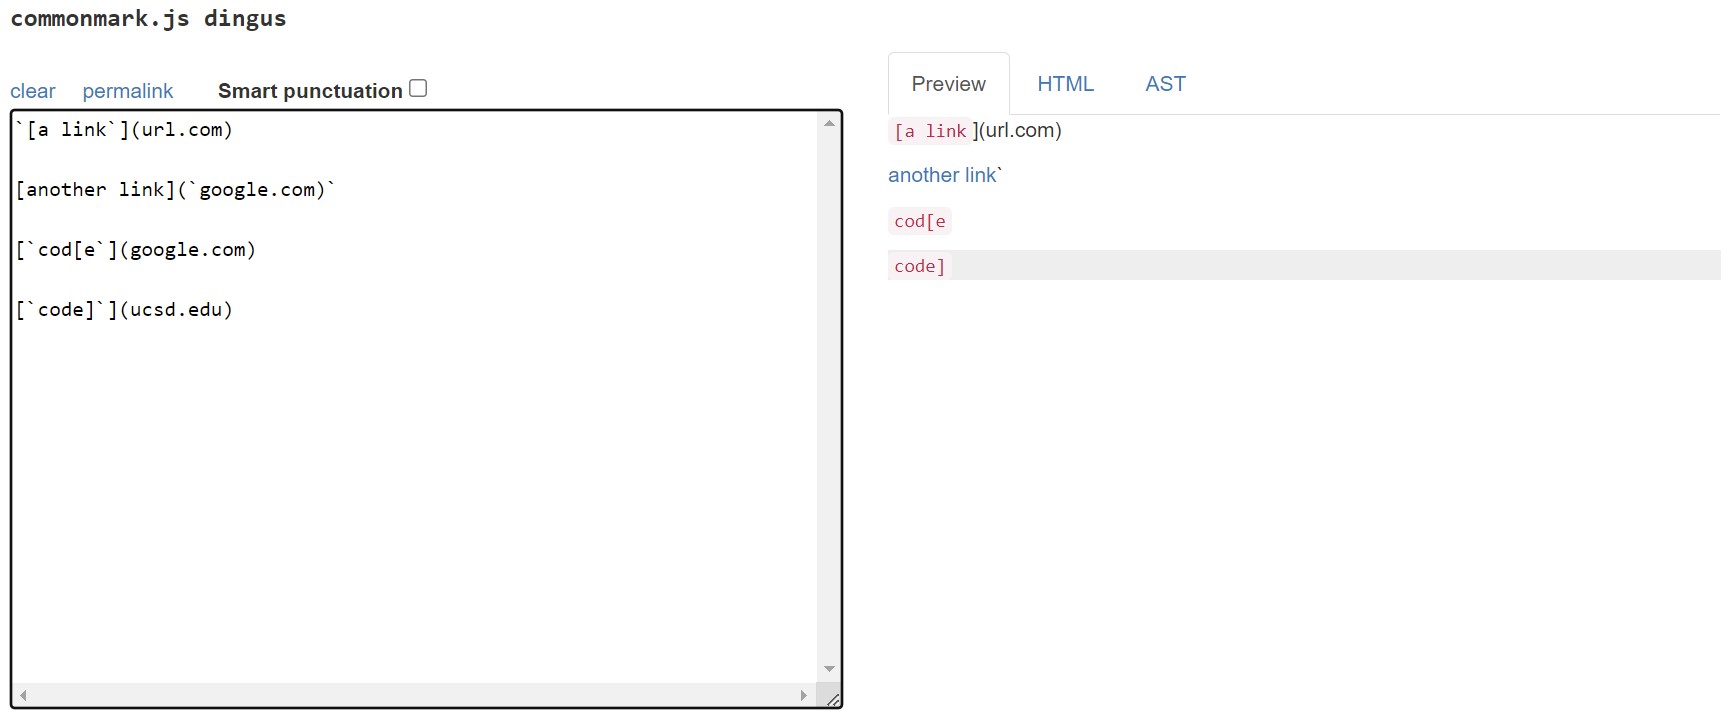 commonmark.js dingus
clear permalink Smart punctuation
`[a link`](url.com)
[another link](`google.com)`
[`cod[e`](google.com)
[`code]`](ucsd.edu)
Preview HTML AST
[a link](url.com)
another link`
cod[e
code]